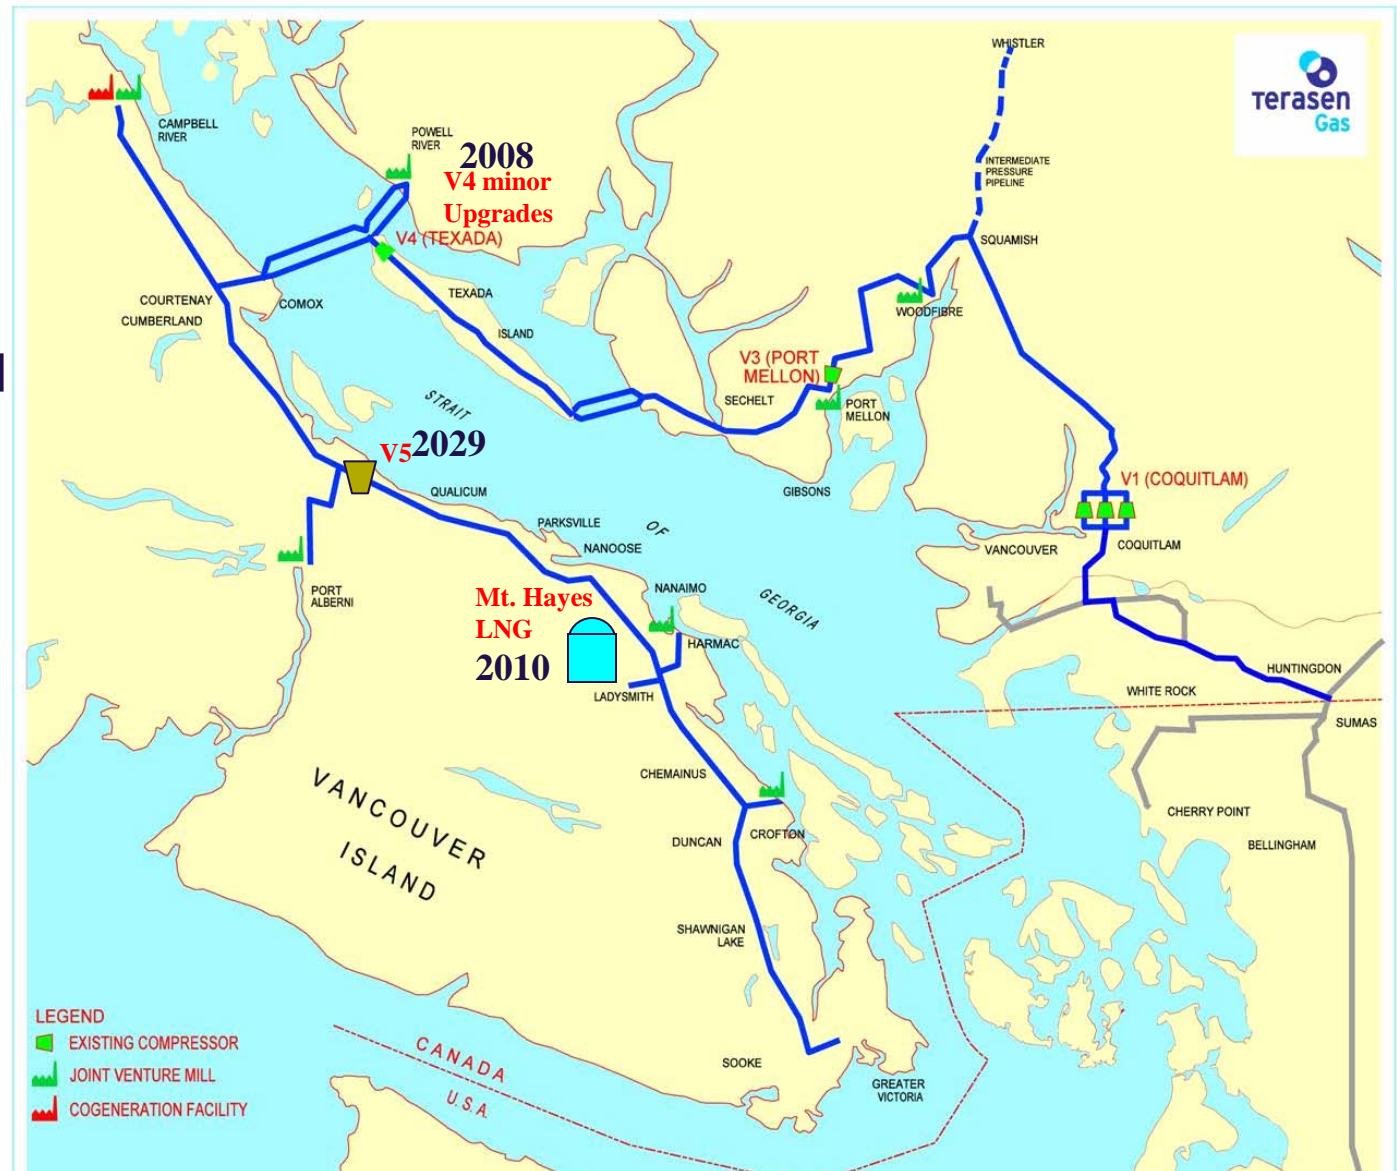 WHISTLER
Terasen
Gas
CAMPBELL
RIVER
POWELL
RIVER
2008
V4 minor
Upgrades
INTERMEDIATE
PRESSURE
PIPELINE
V4 (TEXADA)
SQUAMISH
COURTENAY
COMOX
CUMBERLAND
TEXADA
ISLAND
WOODFIBRE
V3 (PORT
MELLON)
SECHELT
PORT
MELLON
STRAIT
V5 2029
QUALICUM
GIBSONS
V1 (COQUITLAM)
PARKSVILLE
OF
NANOOSE
VANCOUVER
COQUITLAM
PORT
ALBERNI
Mt. Hayes
LNG
2010
NANAIMO
GEORGIA
HARMAC
LADYSMITH
HUNTINGDON
WHITE ROCK
SUMAS
VANCOUVER
ISLAND
CHEMAINUS
CROFTON
DUNCAN
CHERRY POINT
BELLINGHAM
SHAWNIGAN
LAKE
LEGEND
EXISTING COMPRESSOR
JOINT VENTURE MILL
COGENERATION FACILITY
CANADA
U.S.A.
SOOKE
GREATER
VICTORIA